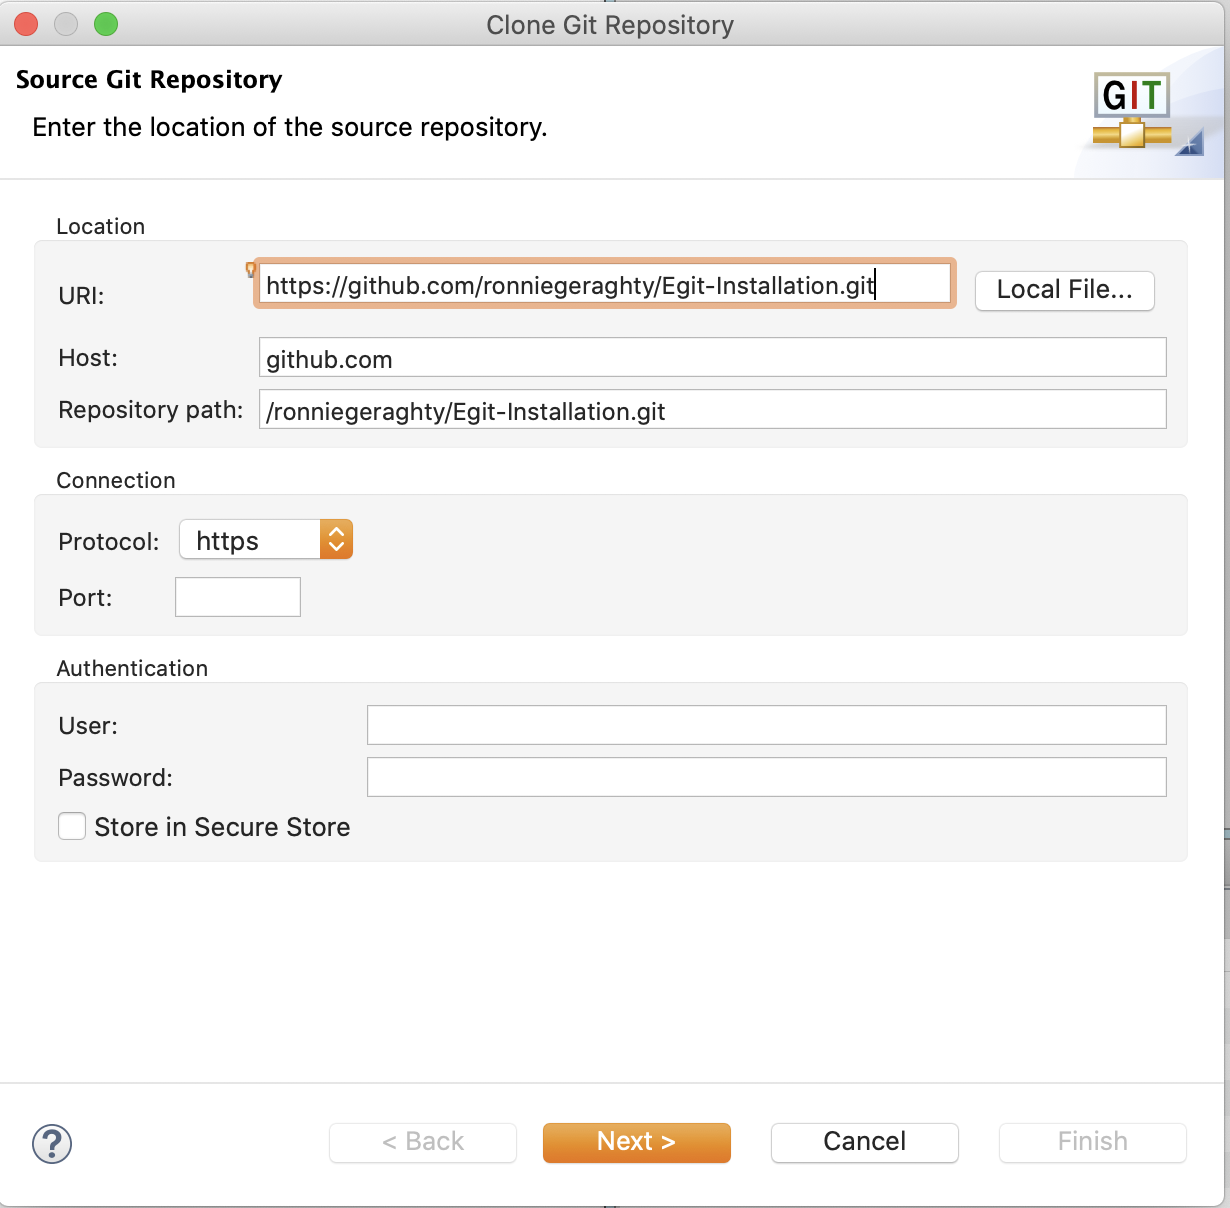 Clone Git Repository
Source Git Repository
Enter the location of the source repository.
GIT
Location
URI: https://github.com/ronniegeraghty/Egit-Installation.git Local File...
Host: github.com
Repository path: /ronniegeraghty/Egit-Installation.git
Connection
Protocol: https
Port:
Authentication
User:
Password:
Store in Secure Store
? < Back Next > Cancel Finish